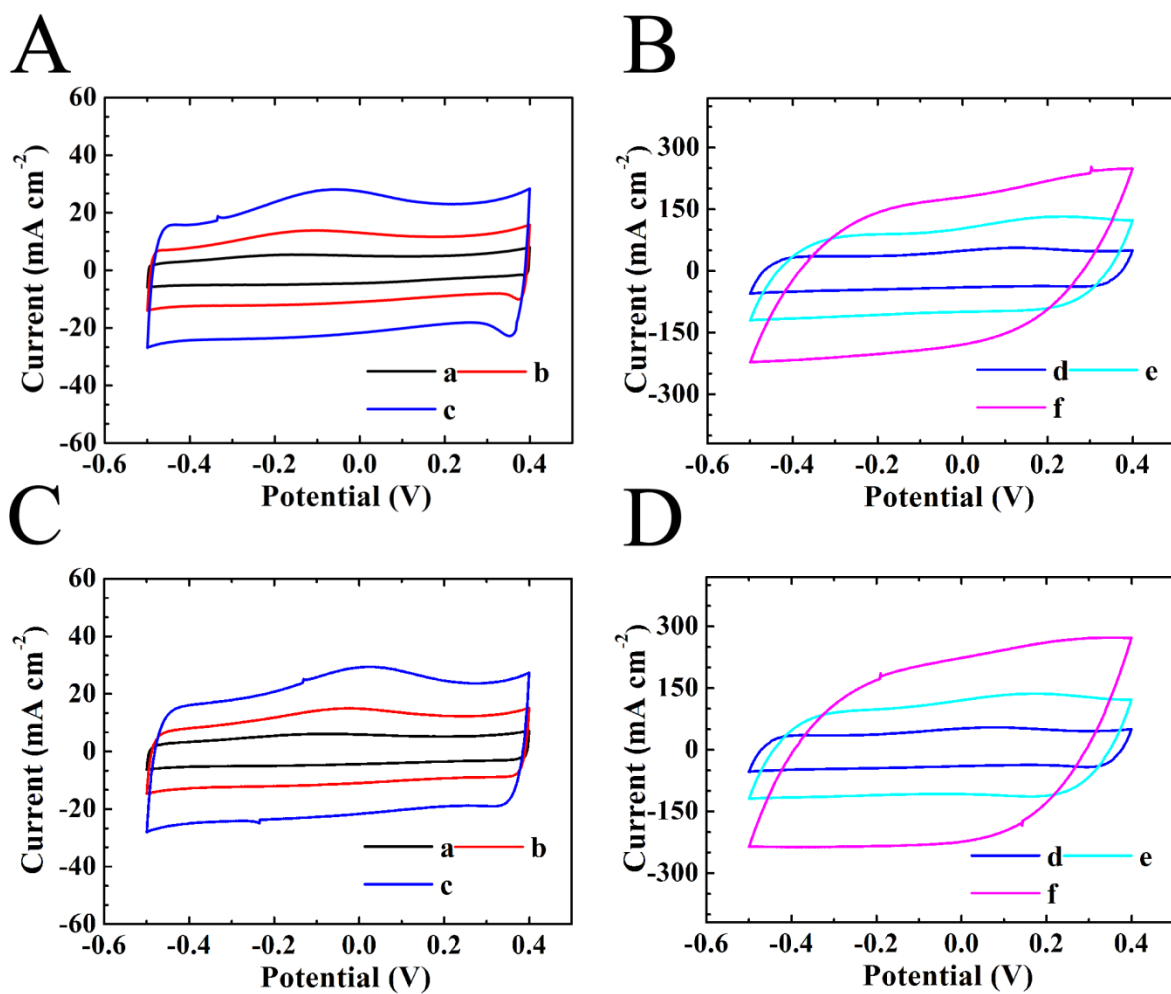 A
B
60
40
20
0
-20
-40
-60
Current (mA cm-2)
a b
c
-0.6 -0.4 -0.2 0.0 0.2 0.4
Potential (V)
300
150
0
-150
-300
Current (mA cm-2)
d e
f
-0.6 -0.4 -0.2 0.0 0.2 0.4
Potential (V)
C
D
60
40
20
0
-20
-40
-60
Current (mA cm-2)
a b
c
-0.6 -0.4 -0.2 0.0 0.2 0.4
Potential (V)
300
150
0
-150
-300
Current (mA cm-2)
d e
f
-0.6 -0.4 -0.2 0.0 0.2 0.4
Potential (V)